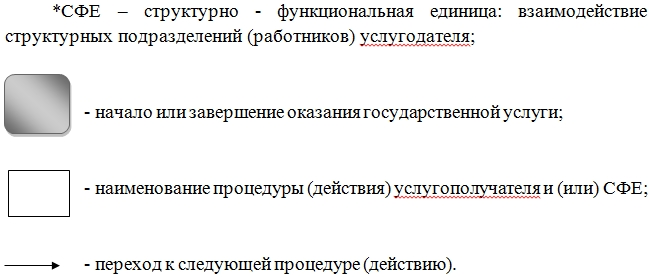 *СФЕ – структурно - функциональная единица: взаимодействие
структурных подразделений (работников) услугодателя;
- начало или завершение оказания государственной услуги;
- наименование процедуры (действия) услугополучателя и (или) СФЕ;
- переход к следующей процедуре (действию).